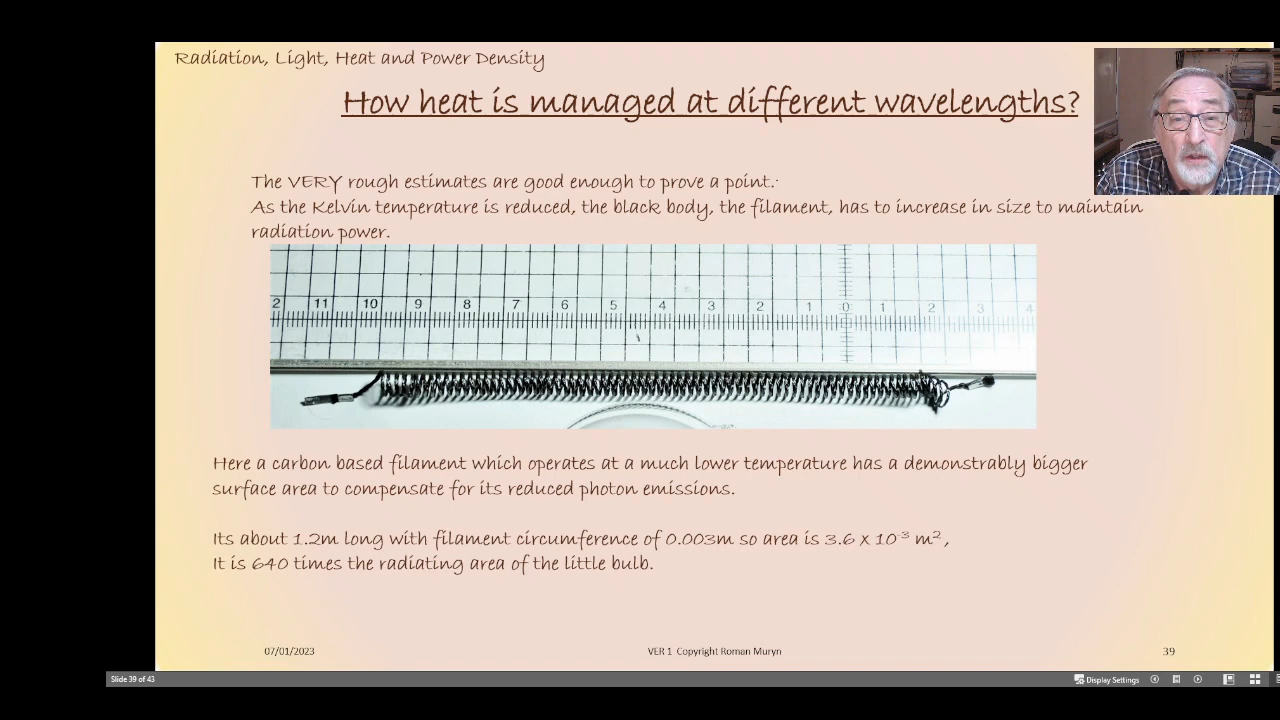 Radiation, Light, Heat and Power Density
How heat is managed at different wavelengths?
The VERY rough estimates are good enough to prove a point.
As the Kelvin temperature is reduced, the black body, the filament, has to increase in size to maintain
radiation power.
2 11 10 9 8 7 6 5 4 3 2 1 0 1 2 3 4
Here a carbon based filament which operates at a much lower temperature has a demonstrably bigger
surface area to compensate for its reduced photon emissions.
Its about 1.2m long with filament circumference of 0.003m so area is 3.6 x 10⁻³ m²,
It is 640 times the radiating area of the little bulb.
07/01/2023 VER 1 Copyright Roman Muryn 39
Slide 39 of 43 Display Settings